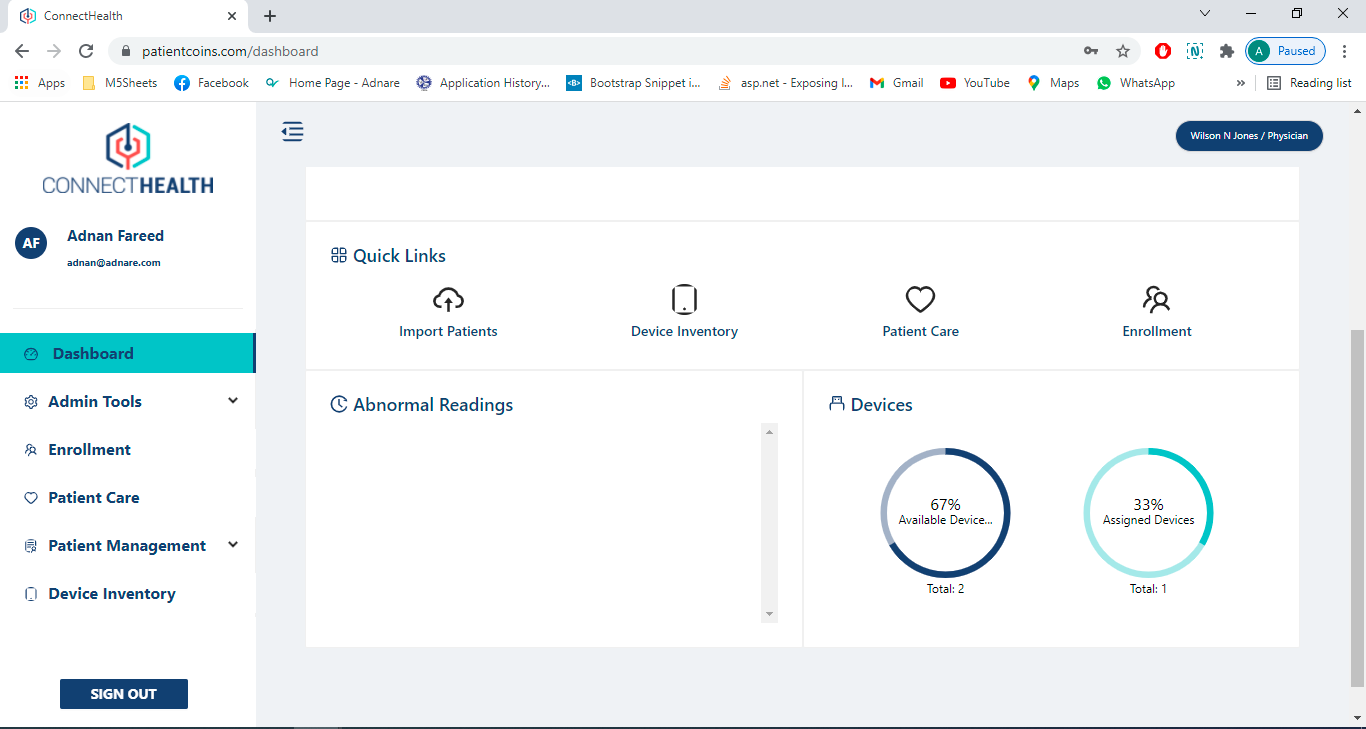 ConnectHealth
patientcoins.com/dashboard
A Paused
Apps M5Sheets Facebook Home Page - Adnare Application History... Bootstrap Snippet i... asp.net - Exposing I... Gmail YouTube Maps WhatsApp » Reading list
CONNECTHEALTH
Wilson N Jones / Physician
AF
Adnan Fareed
adnan@adnare.com
Dashboard
Admin Tools
Enrollment
Patient Care
Patient Management
Device Inventory
SIGN OUT
Quick Links
Import Patients
Device Inventory
Patient Care
Enrollment
Abnormal Readings
Devices
67%
Available Device...
Total: 2
33%
Assigned Devices
Total: 1